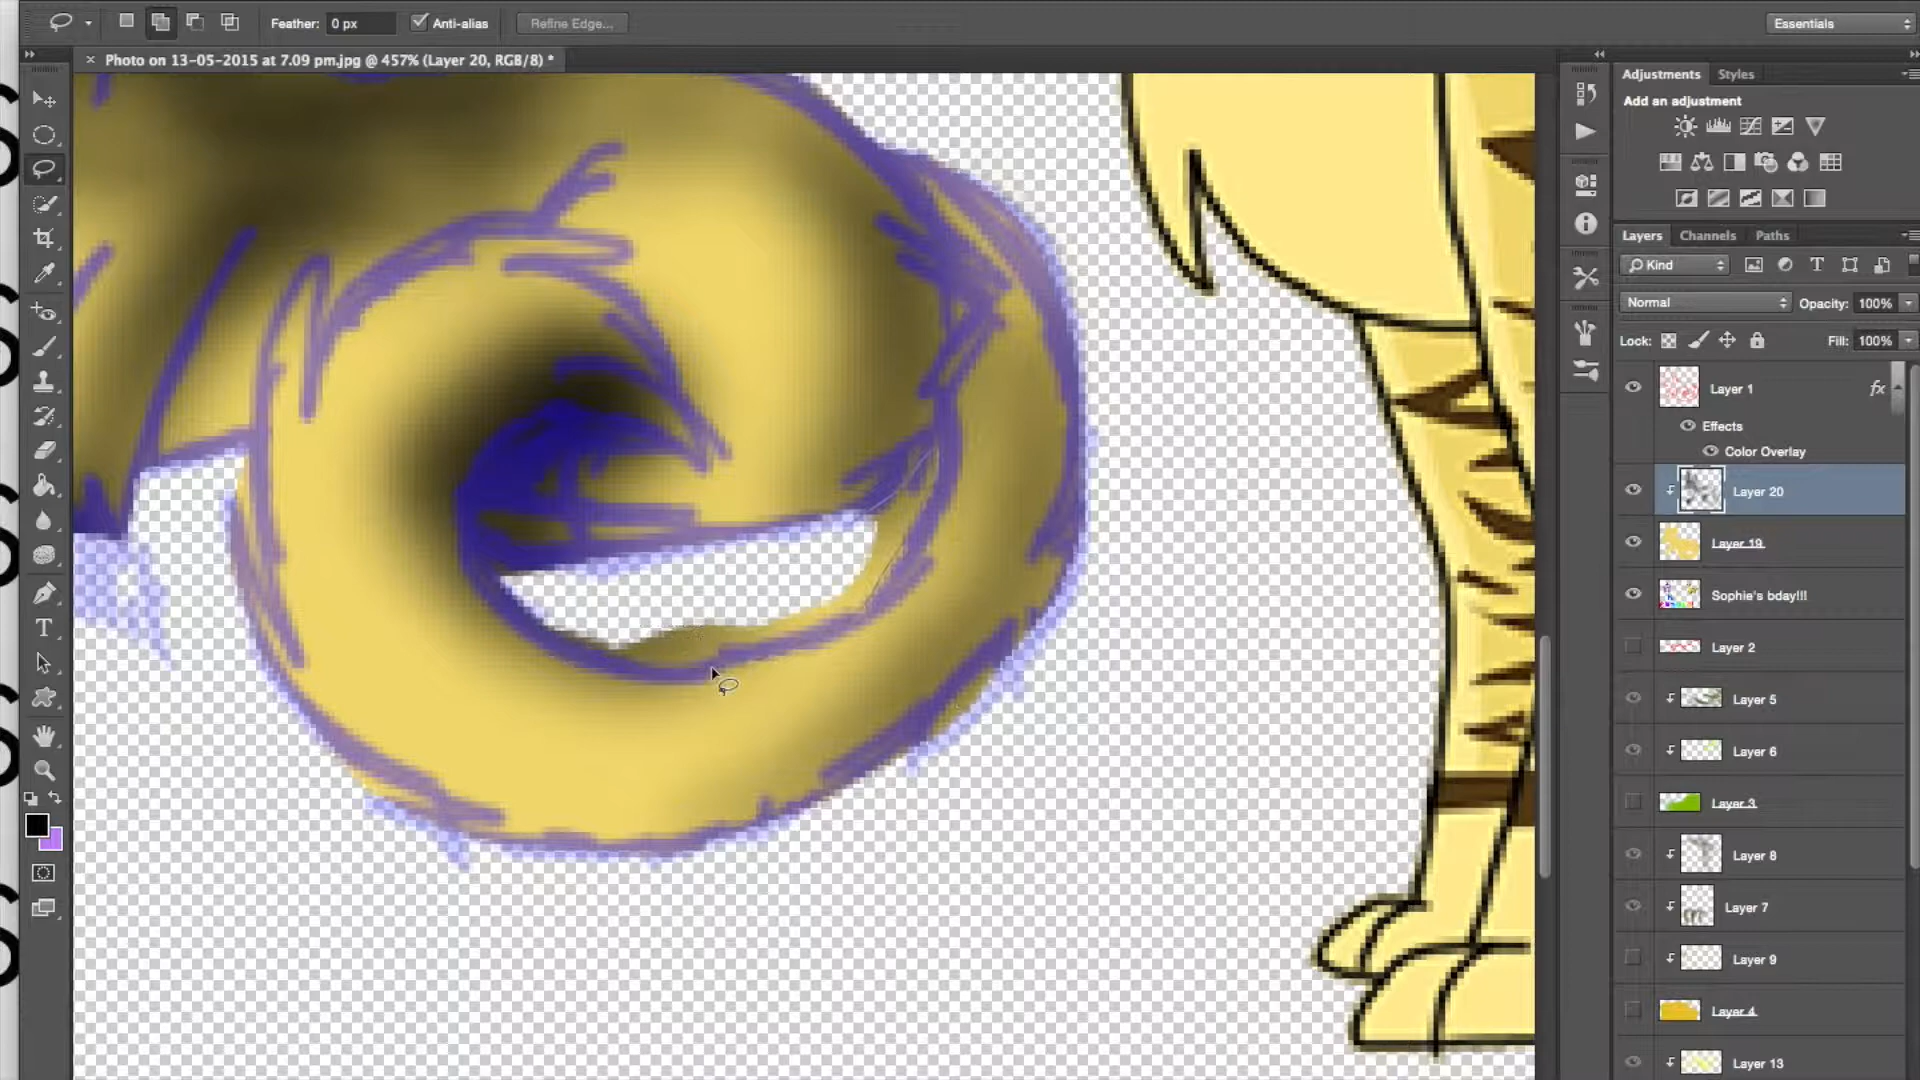 Feather: 0 px Anti-alias Refine Edge... Essentials
× Photo on 13-05-2015 at 7.09 pm.jpg @ 457% (Layer 20, RGB/8) *
Adjustments Styles
Add an adjustment
Layers Channels Paths
Kind
Normal Opacity: 100%
Lock: Fill: 100%
Layer 1 fx
Effects
Color Overlay
Layer 20
Layer 19
Sophie's bday!!!
Layer 2
Layer 5
Layer 6
Layer 3
Layer 8
Layer 7
Layer 9
Layer 4
Layer 13